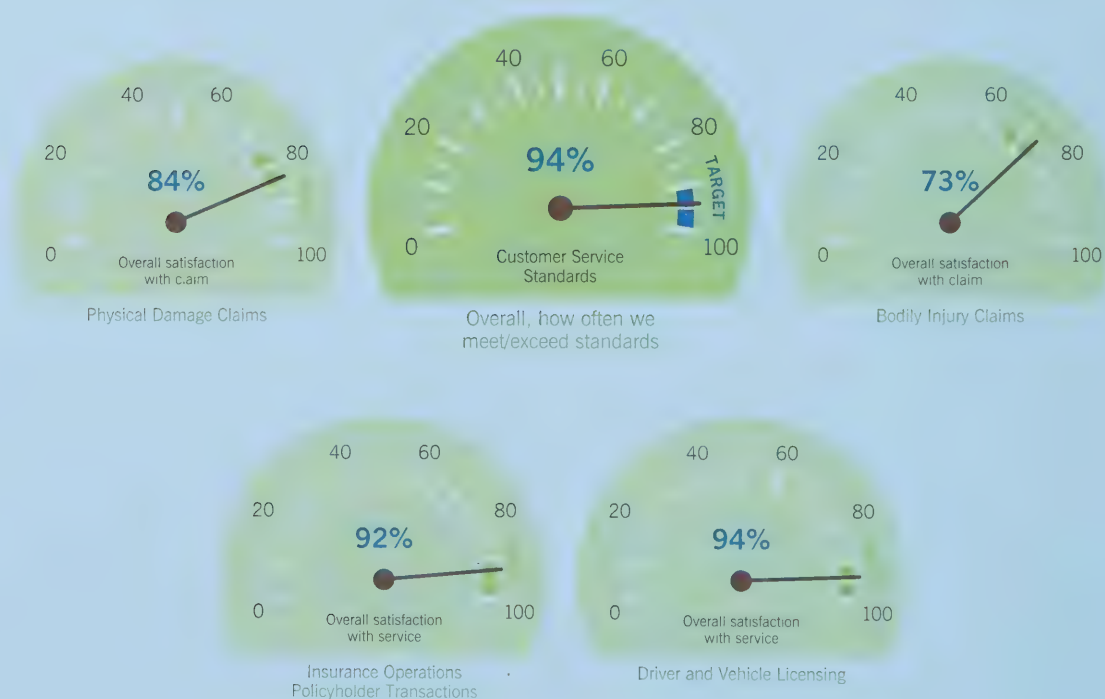 40 60
20 80
84%
0 100
Overall satisfaction
with claim
Physical Damage Claims
40 60
20 80
TARGET
94%
0 100
Customer Service
Standards
Overall, how often we
meet/exceed standards
40 60
20 80
73%
0 100
Overall satisfaction
with claim
Bodily Injury Claims
40 60
20 80
92%
0 100
Overall satisfaction
with service
Insurance Operations
Policyholder Transactions
40 60
20 80
94%
0 100
Overall satisfaction
with service
Driver and Vehicle Licensing